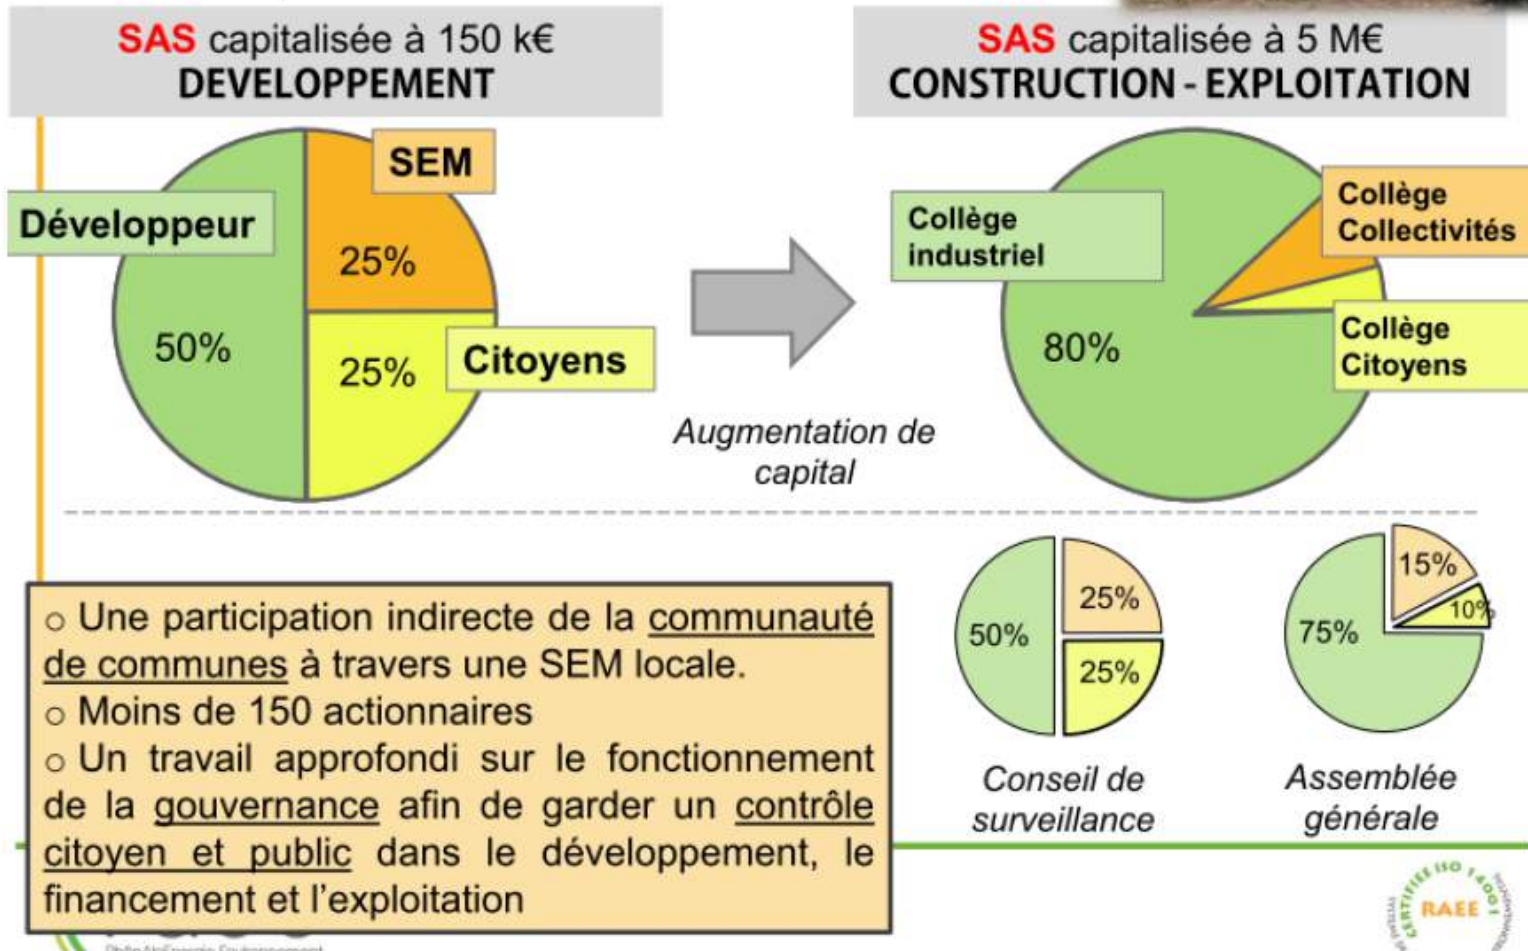 SAS capitalisée à 150 k€
DEVELOPPEMENT
SAS capitalisée à 5 M€
CONSTRUCTION - EXPLOITATION
SEM
Développeur
25%
50%
25%
Citoyens
Augmentation de
capital
Collège
industriel
Collège
Collectivités
Collège
Citoyens
80%
o Une participation indirecte de la communauté
de communes à travers une SEM locale.
o Moins de 150 actionnaires
o Un travail approfondi sur le fonctionnement
de la gouvernance afin de garder un contrôle
citoyen et public dans le développement, le
financement et l'exploitation
50%
25%
25%
Conseil de
surveillance
15%
10%
75%
Assemblée
générale
CERTIFIÉE ISO 14001
RAEE